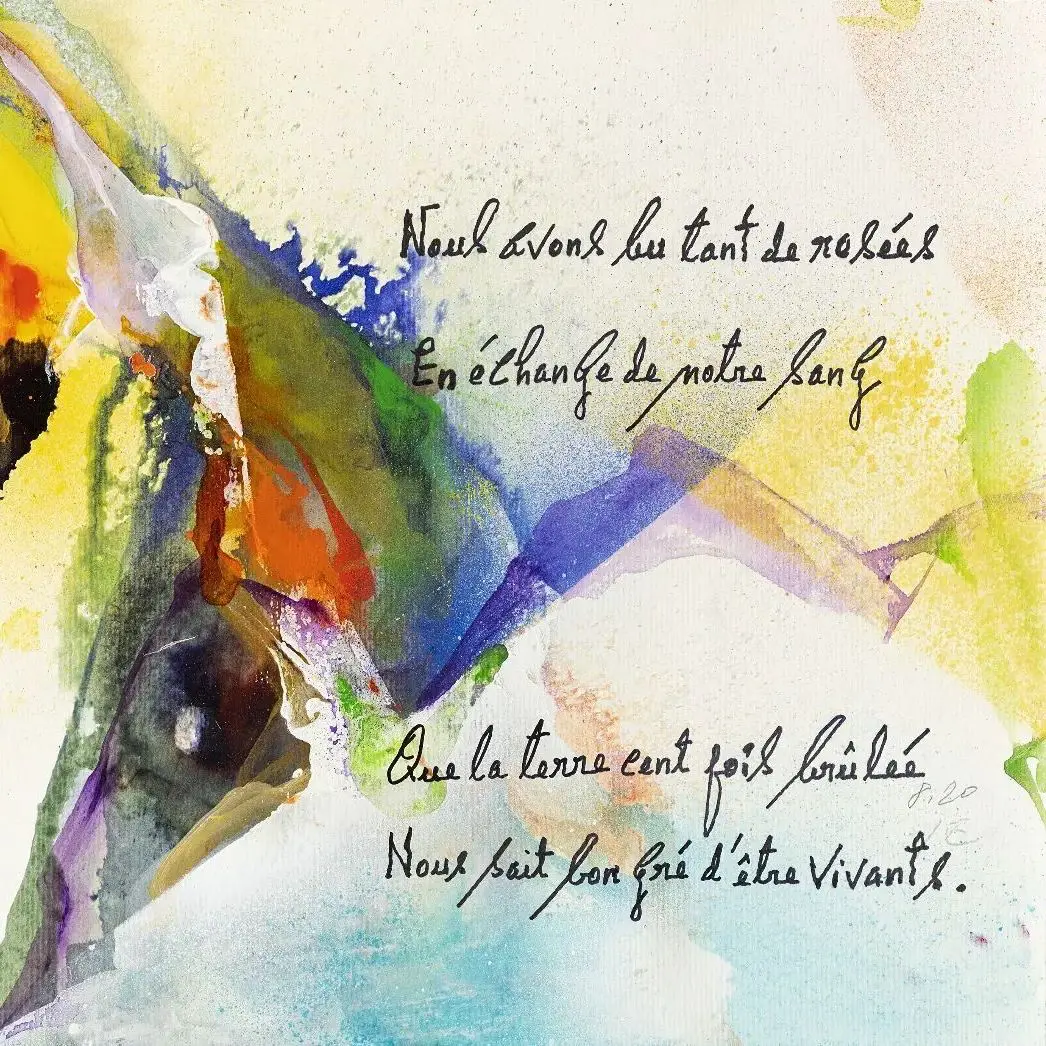 Nous avons bu tant de rosées
En échange de notre sang
Que la terre cent fois brûlée
8.20
Nous sait bon gré d'être vivants.